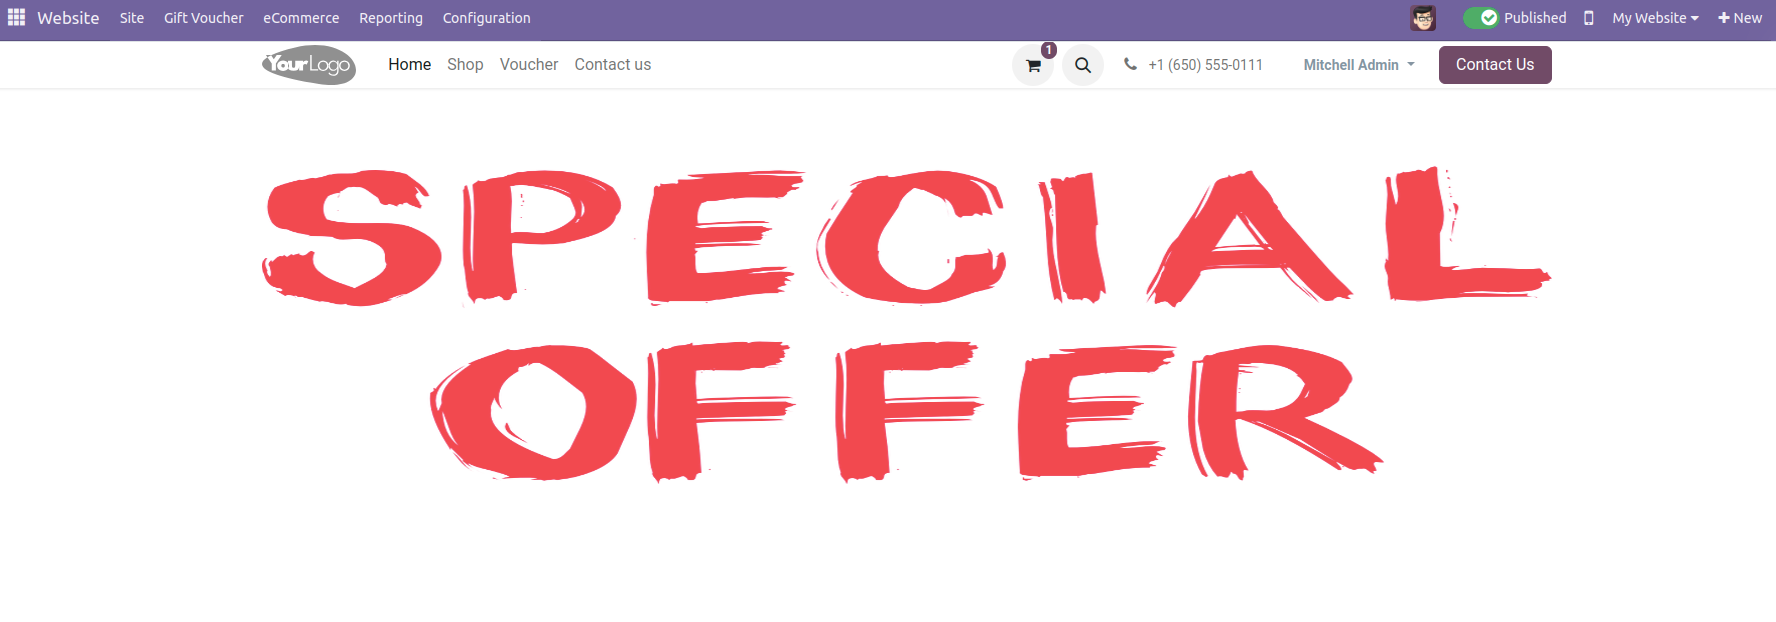 Website Site Gift Voucher eCommerce Reporting Configuration Published My Website New
YourLogo Home Shop Voucher Contact us 1 +1 (650) 555-0111 Mitchell Admin Contact Us
SPECIAL
OFFER